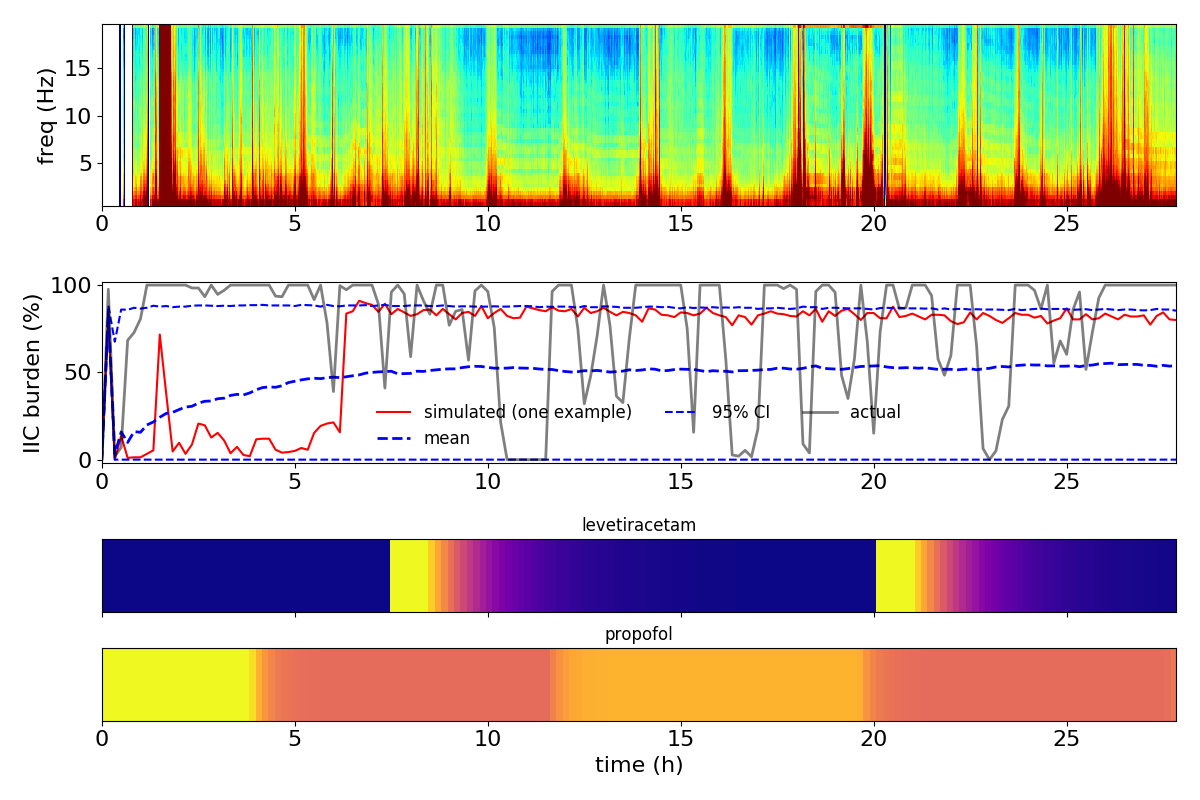 freq (Hz)
15
10
5
0 5 10 15 20 25
IIC burden (%)
100
50
0
simulated (one example) 95% CI actual
mean
0 5 10 15 20 25
levetiracetam
propofol
0 5 10 15 20 25
time (h)